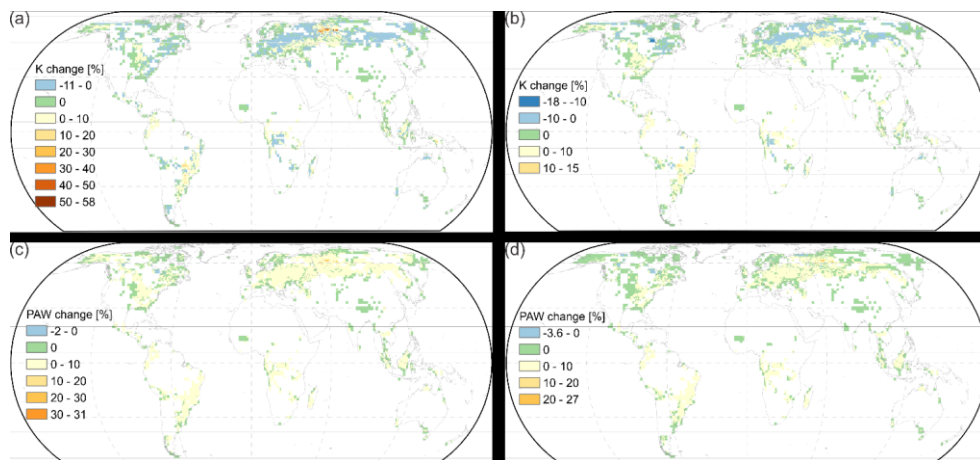 (a)
K change [%]
-11 - 0
0
0 - 10
10 - 20
20 - 30
30 - 40
40 - 50
50 - 58
(b)
K change [%]
-18 - -10
-10 - 0
0
0 - 10
10 - 15
(c)
PAW change [%]
-2 - 0
0
0 - 10
10 - 20
20 - 30
30 - 31
(d)
PAW change [%]
-3.6 - 0
0
0 - 10
10 - 20
20 - 27